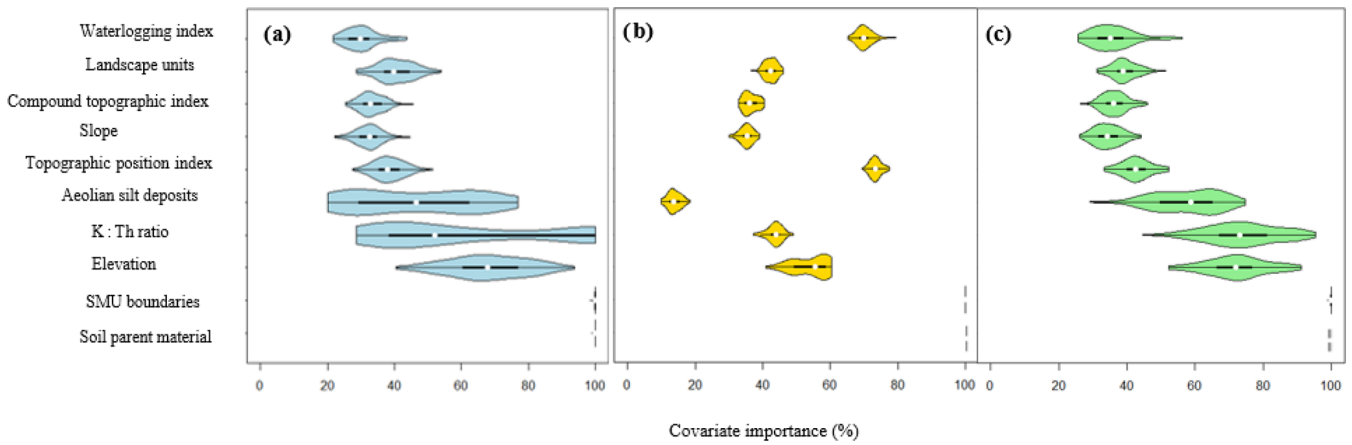 Waterlogging index
Landscape units
Compound topographic index
Slope
Topographic position index
Aeolian silt deposits
K : Th ratio
Elevation
SMU boundaries
Soil parent material
(a)
(b)
(c)
0 20 40 60 80 100
0 20 40 60 80 100
0 20 40 60 80 100
Covariate importance (%)